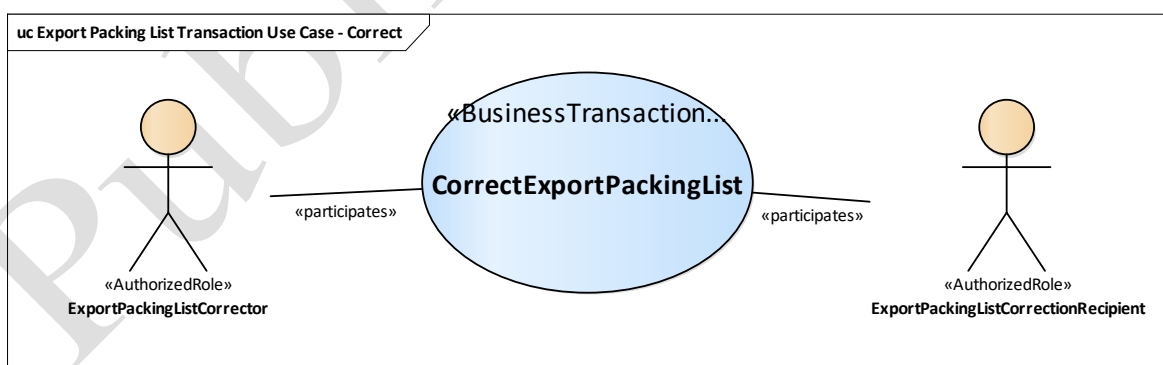 uc Export Packing List Transaction Use Case - Correct
«BusinessTransaction...
CorrectExportPackingList
«participates»
«participates»
«AuthorizedRole»
ExportPackingListCorrector
«AuthorizedRole»
ExportPackingListCorrectionRecipient